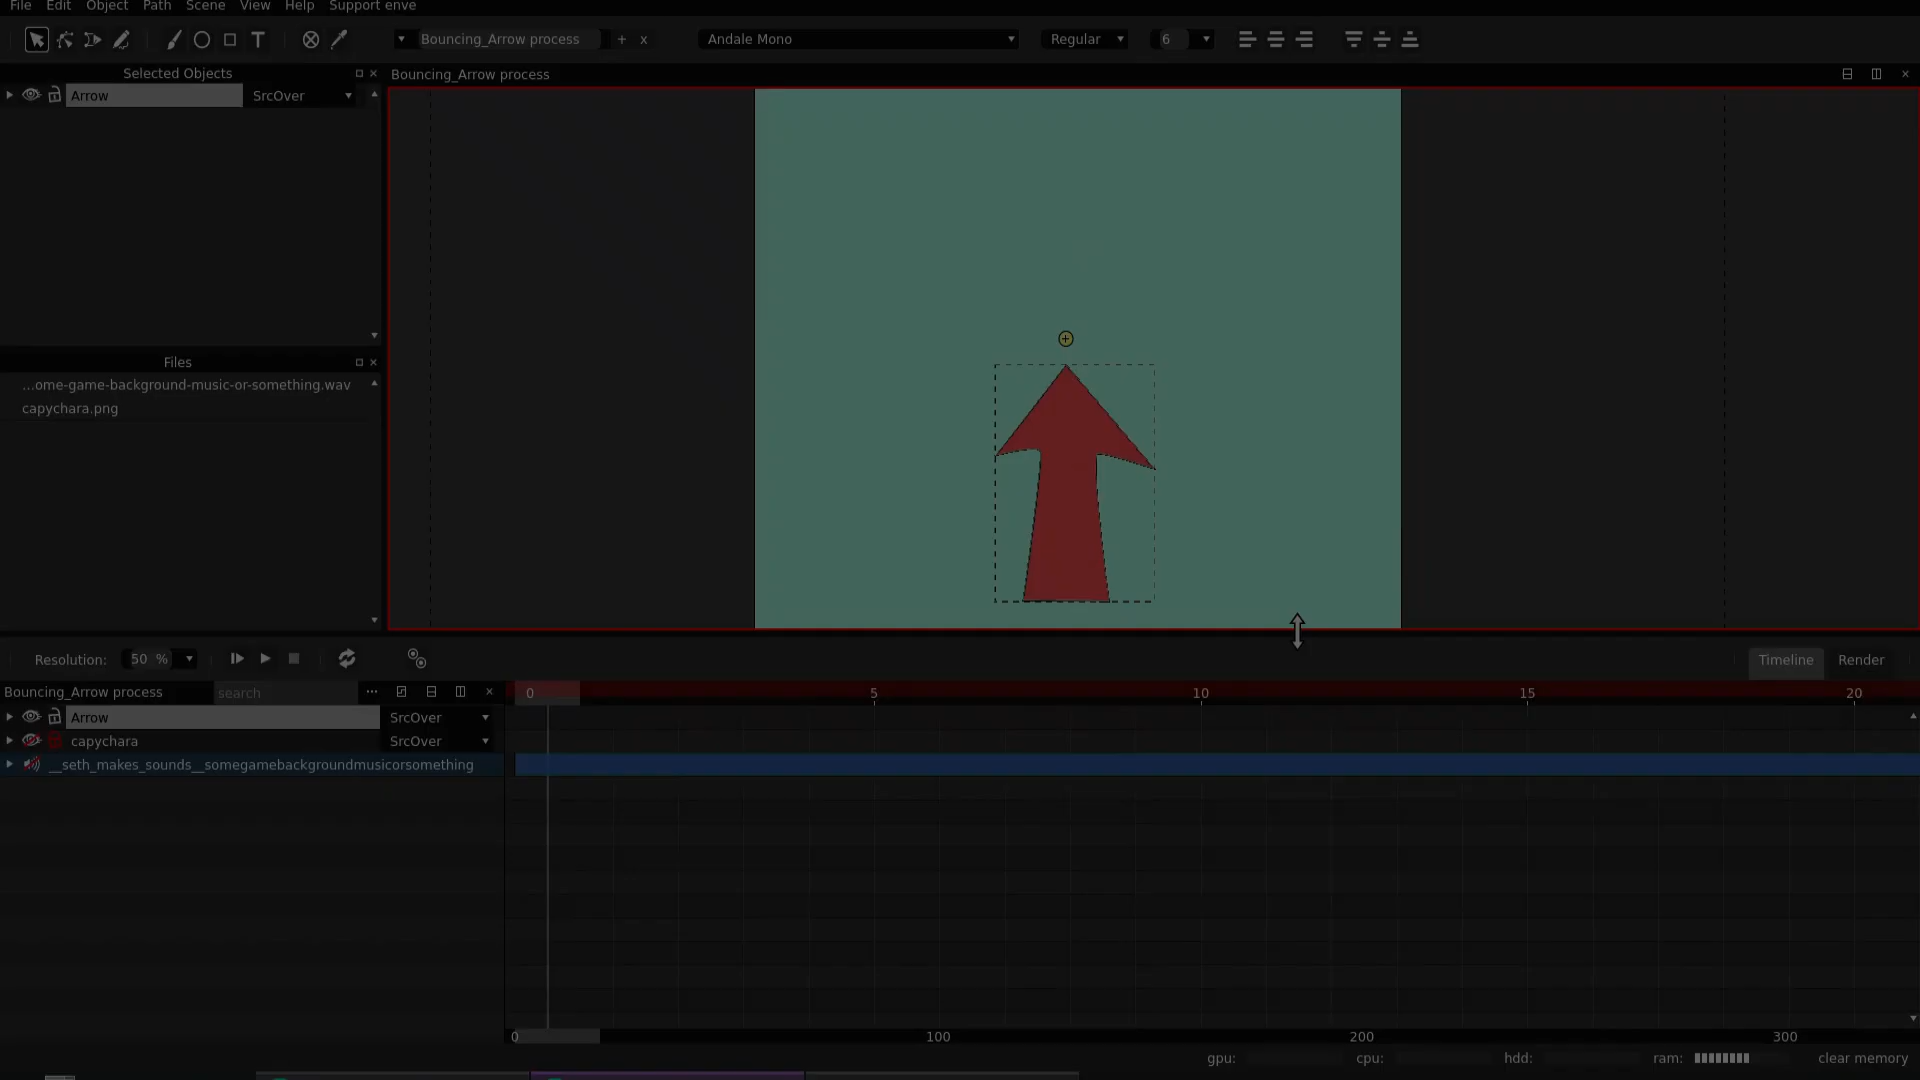 File Edit Object Path Scene View Help Support enve
T Bouncing_Arrow process + x Andale Mono Regular 6
Selected Objects
Bouncing_Arrow process
Arrow SrcOver
Files
...ome-game-background-music-or-something.wav
capychara.png
Resolution: 50 % Timeline Render
Bouncing_Arrow process search 0 5 10 15 20
Arrow SrcOver
capychara SrcOver
__seth_makes_sounds__somegamebackgroundmusicorsomething
0 100 200 300
gpu: cpu: hdd: ram: clear memory